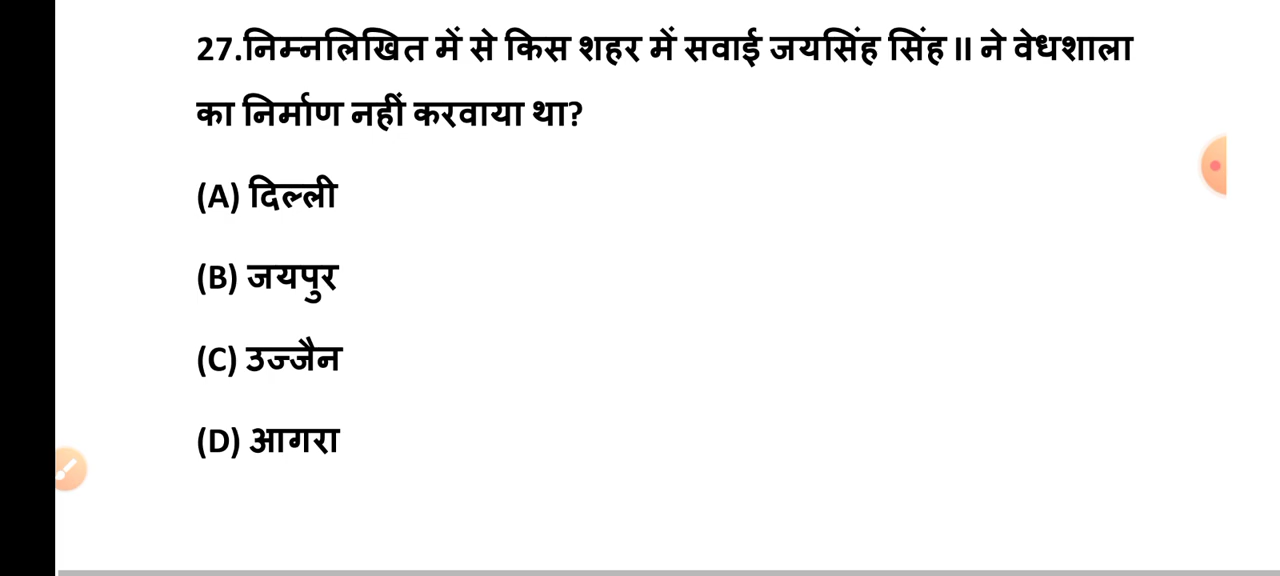 27.निम्नलिखित में से किस शहर में सवाई जयसिंह सिंह II ने वेधशाला
का निर्माण नहीं करवाया था?
(A) दिल्ली
(B) जयपुर
(C) उज्जैन
(D) आगरा